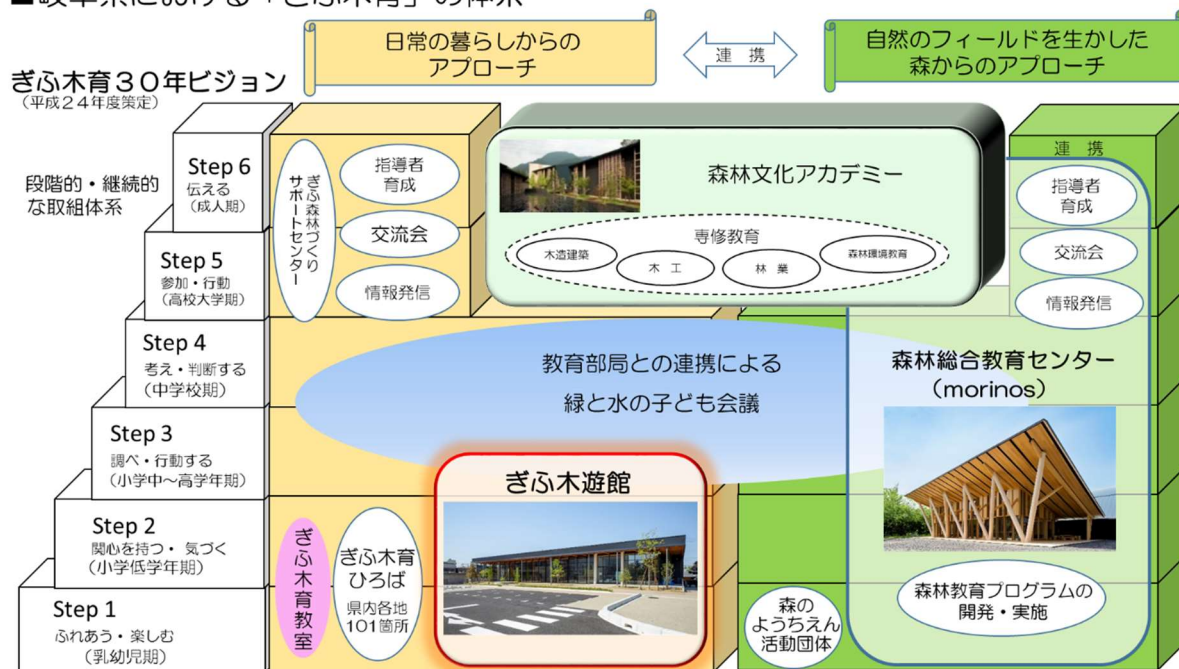 ■岐阜県における「ぎふ木育」の体系
日常の暮らしからの
アプローチ
連 携
自然のフィールドを生かした
森からのアプローチ
ぎふ木育30年ビジョン
(平成24年度策定)
段階的・継続的
な取組体系
Step 6
伝える
(成人期)
Step 5
参加・行動
(高校大学期)
Step 4
考え・判断する
(中学校期)
Step 3
調べ・行動する
(小学中〜高学年期)
Step 2
関心を持つ・ 気づく
(小学低学年期)
Step 1
ふれあう・楽しむ
(乳幼児期)
ぎふ森林づくり
サポートセンター
指導者
育成
交流会
情報発信
森林文化アカデミー
専修教育
木造建築
木 工
林 業
森林環境教育
連 携
指導者
育成
交流会
情報発信
教育部局との連携による
緑と水の子ども会議
森林総合教育センター
(morinos)
ぎふ木遊館
ぎふ木育教室
ぎふ木育
ひろば
県内各地
101箇所
森の
ようちえん
活動団体
森林教育プログラムの
開発・実施